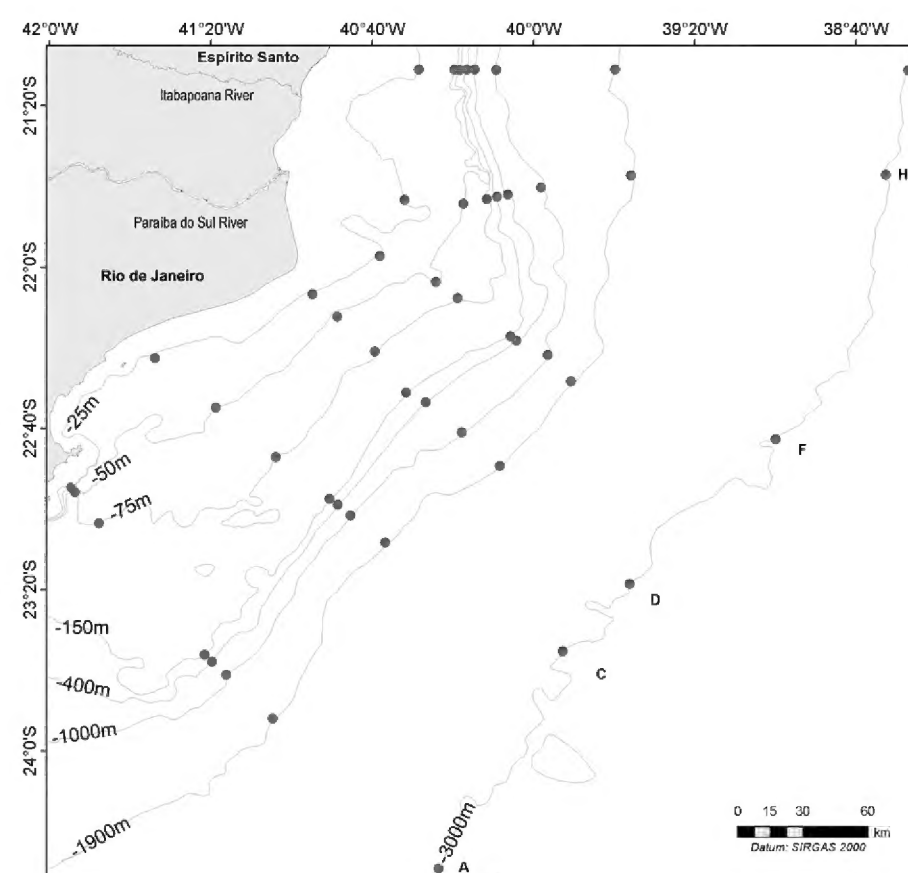 42°0'W 41°20'W 40°40'W 40°0'W 39°20'W 38°40'W
Espírito Santo
21°20'S
Itabapoana River
H
Paraíba do Sul River
22°0'S
Rio de Janeiro
-25m
22°40'S
F
-50m
-75m
23°20'S
D
-150m
C
-400m
-1000m
24°0'S
-1900m
-3000m
A
0 15 30 60
km
Datum: SIRGAS 2000